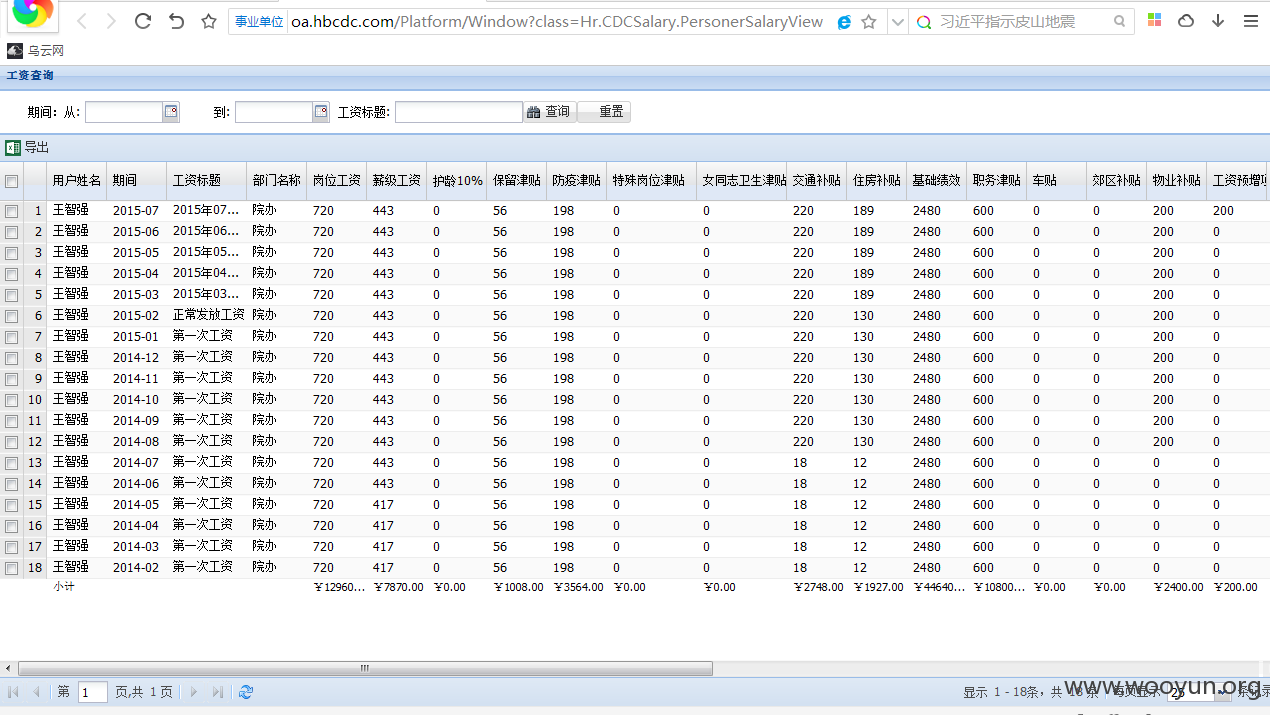 事业单位 oa.hbcdc.com/Platform/Window?class=Hr.CDCSalary.PersonerSalaryView 习近平指示皮山地震
乌云网
工资查询
期间: 从: 到: 工资标题: 查询 重置
导出
用户姓名 期间 工资标题 部门名称 岗位工资 薪级工资 护龄10% 保留津贴 防疫津贴 特殊岗位津贴 女同志卫生津贴 交通补贴 住房补贴 基础绩效 职务津贴 车贴 郊区补贴 物业补贴 工资预增项
1 王智强 2015-07 2015年07... 院办 720 443 0 56 198 0 0 220 189 2480 600 0 0 200 200
2 王智强 2015-06 2015年06... 院办 720 443 0 56 198 0 0 220 189 2480 600 0 0 200 0
3 王智强 2015-05 2015年05... 院办 720 443 0 56 198 0 0 220 189 2480 600 0 0 200 0
4 王智强 2015-04 2015年04... 院办 720 443 0 56 198 0 0 220 189 2480 600 0 0 200 0
5 王智强 2015-03 2015年03... 院办 720 443 0 56 198 0 0 220 189 2480 600 0 0 200 0
6 王智强 2015-02 正常发放工资 院办 720 443 0 56 198 0 0 220 130 2480 600 0 0 200 0
7 王智强 2015-01 第一次工资 院办 720 443 0 56 198 0 0 220 130 2480 600 0 0 200 0
8 王智强 2014-12 第一次工资 院办 720 443 0 56 198 0 0 220 130 2480 600 0 0 200 0
9 王智强 2014-11 第一次工资 院办 720 443 0 56 198 0 0 220 130 2480 600 0 0 200 0
10 王智强 2014-10 第一次工资 院办 720 443 0 56 198 0 0 220 130 2480 600 0 0 200 0
11 王智强 2014-09 第一次工资 院办 720 443 0 56 198 0 0 220 130 2480 600 0 0 200 0
12 王智强 2014-08 第一次工资 院办 720 443 0 56 198 0 0 220 130 2480 600 0 0 200 0
13 王智强 2014-07 第一次工资 院办 720 443 0 56 198 0 0 18 12 2480 600 0 0 0 0
14 王智强 2014-06 第一次工资 院办 720 443 0 56 198 0 0 18 12 2480 600 0 0 0 0
15 王智强 2014-05 第一次工资 院办 720 417 0 56 198 0 0 18 12 2480 600 0 0 0 0
16 王智强 2014-04 第一次工资 院办 720 417 0 56 198 0 0 18 12 2480 600 0 0 0 0
17 王智强 2014-03 第一次工资 院办 720 417 0 56 198 0 0 18 12 2480 600 0 0 0 0
18 王智强 2014-02 第一次工资 院办 720 417 0 56 198 0 0 18 12 2480 600 0 0 0 0
小计 ￥12960... ￥7870.00 ￥0.00 ￥1008.00 ￥3564.00 ￥0.00 ￥0.00 ￥2748.00 ￥1927.00 ￥44640... ￥10800... ￥0.00 ￥0.00 ￥2400.00 ￥200.00
第 1 页,共 1 页 显示 1 - 18条，共 18 条 每页显示 25 条记录
www.wooyun.org